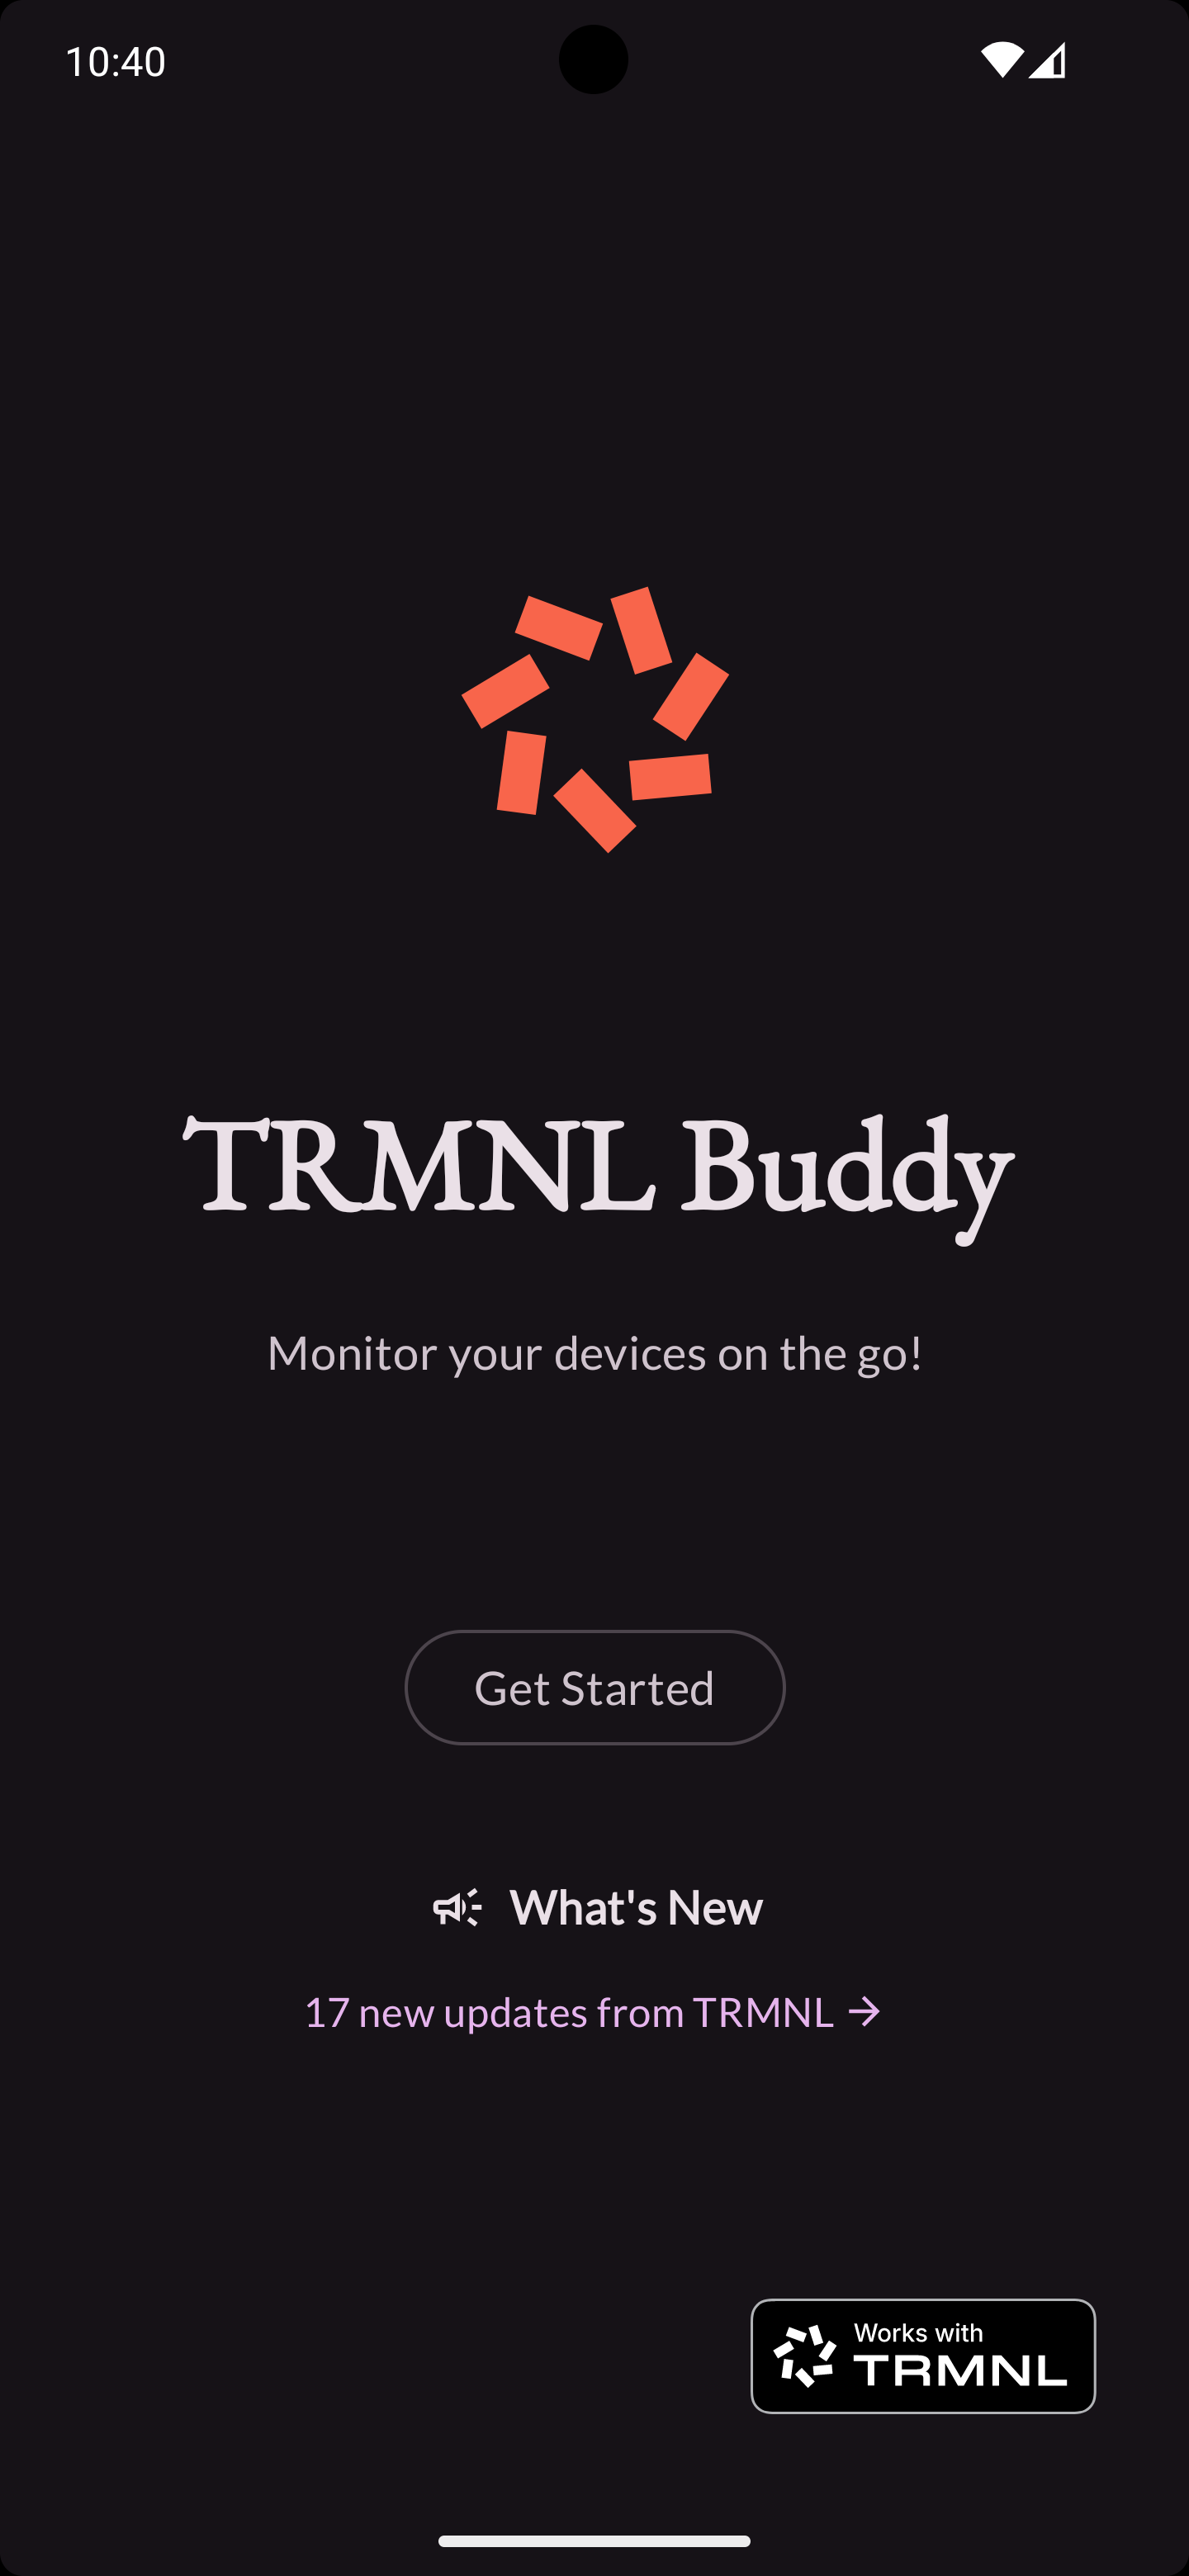 10:40
TRMNL Buddy
Monitor your devices on the go!
Get Started
What's New
17 new updates from TRMNL →
Works with
TRMNL